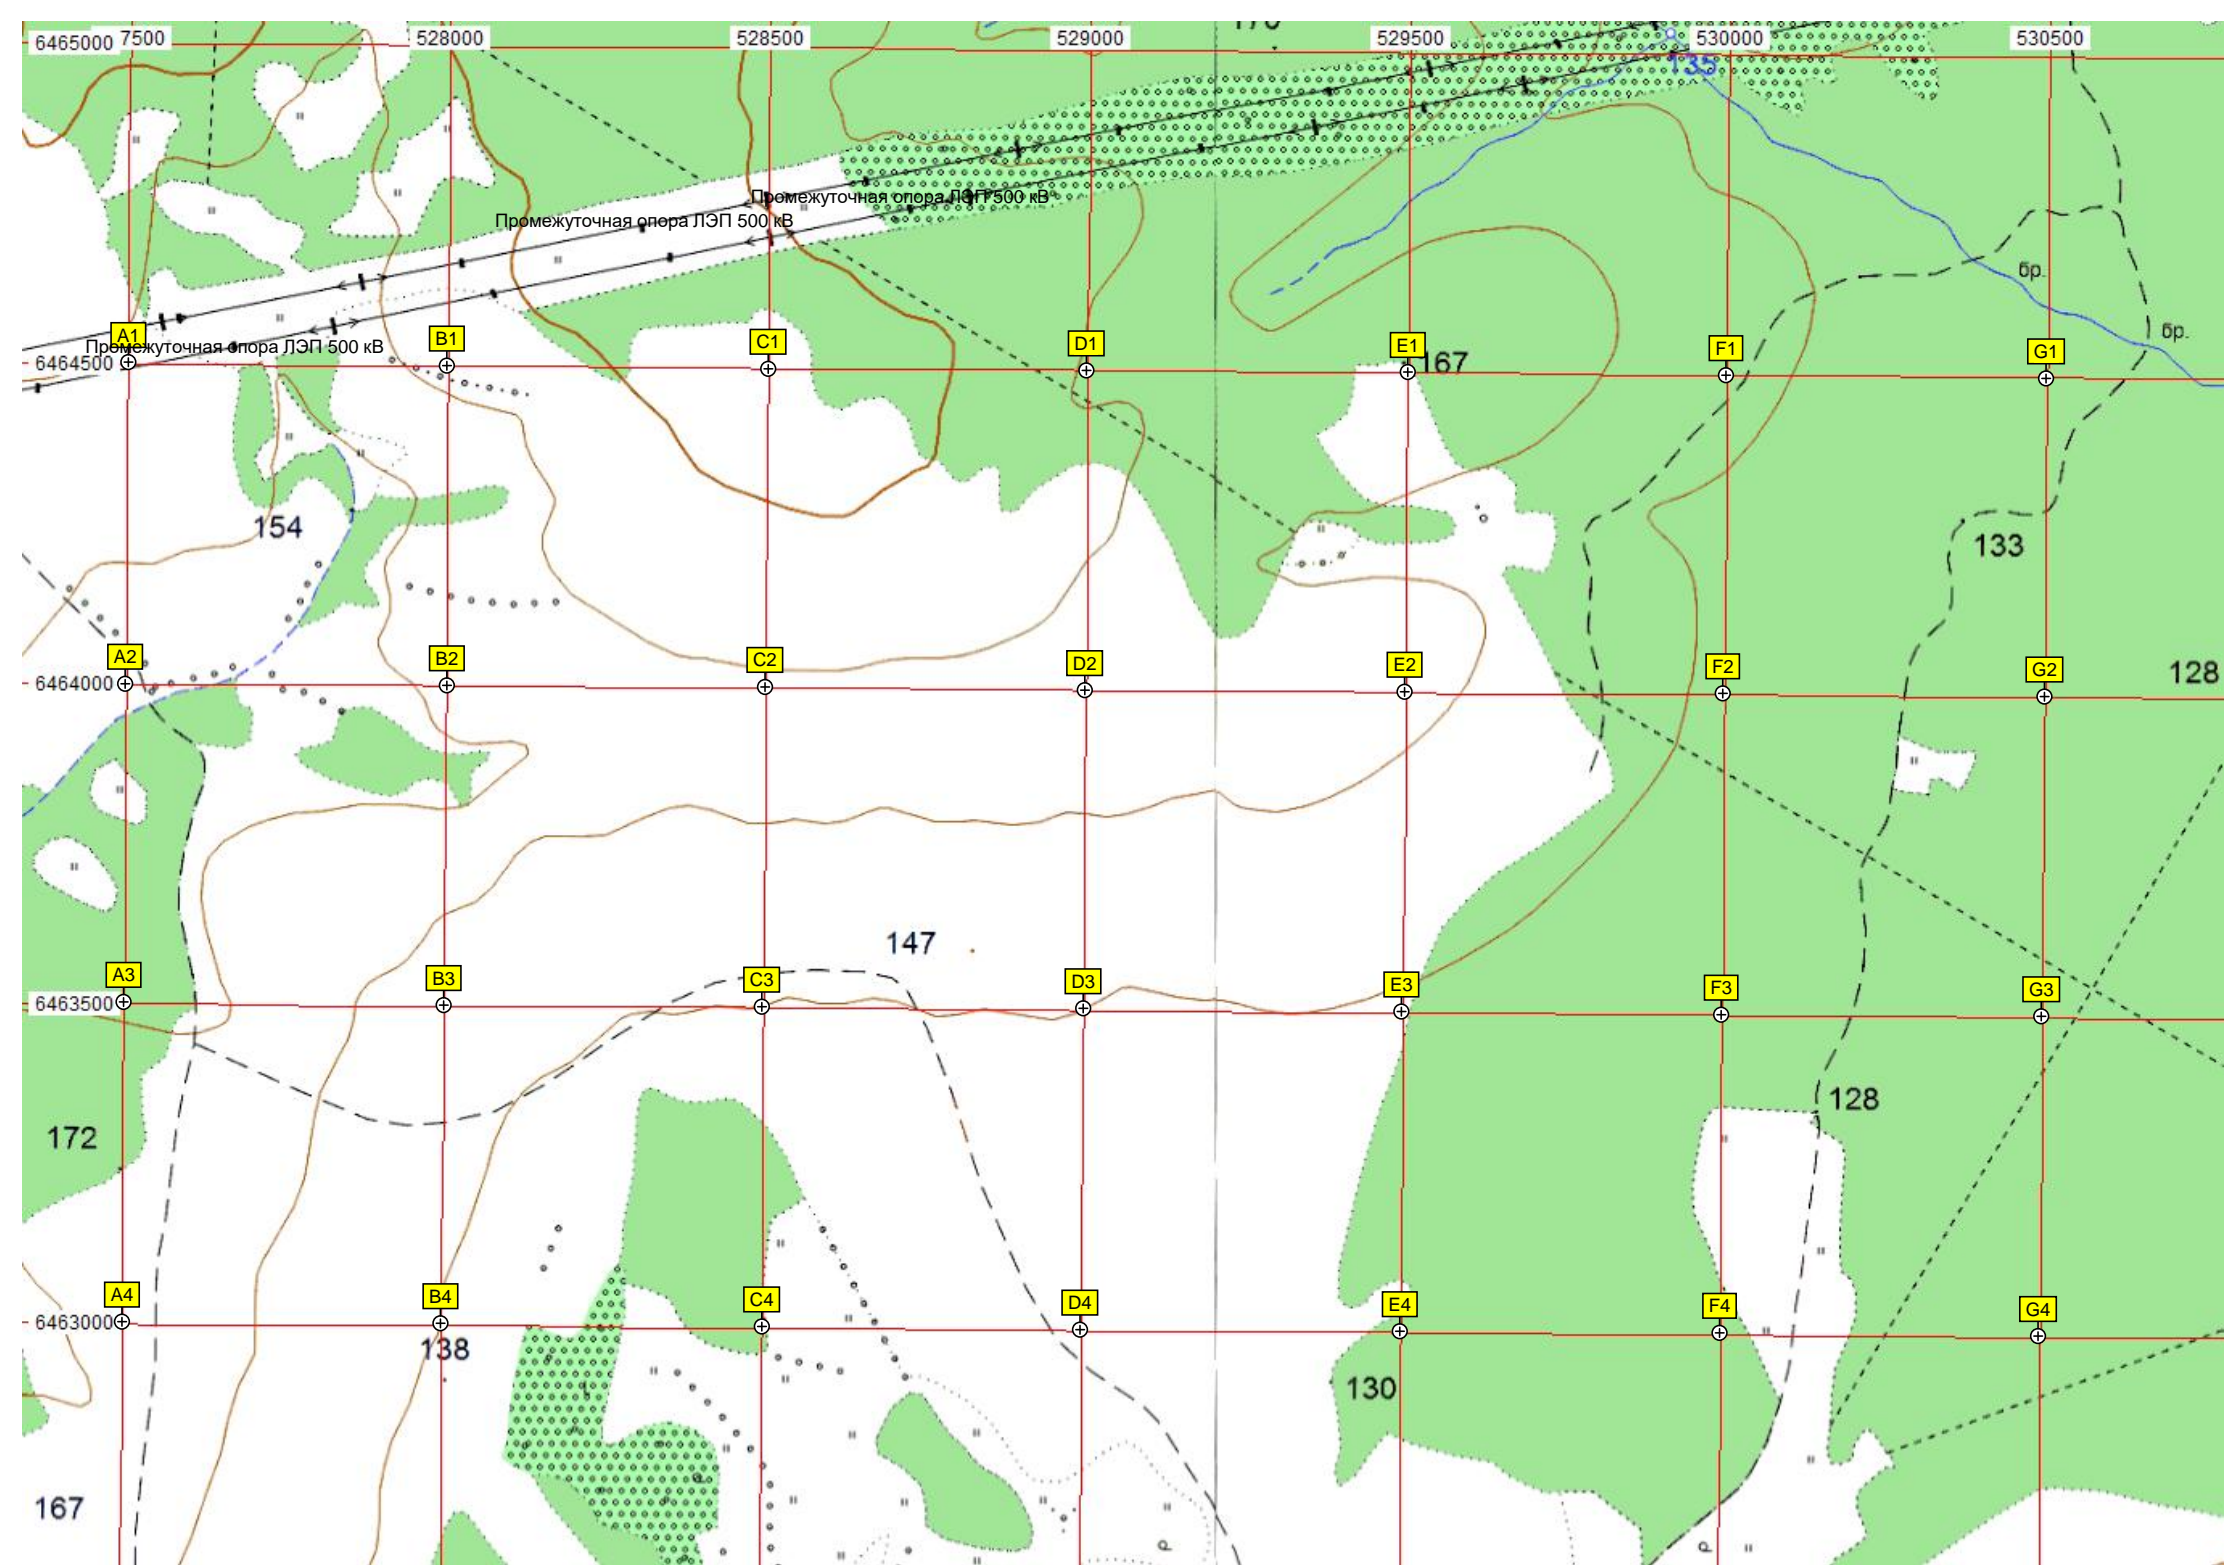 6465000 7500 528000 528500 529000 529500 530000 530500
135
Промежуточная опора ЛЭП 500 кВ
Промежуточная опора ЛЭП 500 кВ
бр.
бр.
A1 B1 C1 D1 E1 F1 G1
Промежуточная опора ЛЭП 500 кВ
6464500
167
154
133
A2 B2 C2 D2 E2 F2 G2
6464000
128
147
A3 B3 C3 D3 E3 F3 G3
6463500
128
172
A4 B4 C4 D4 E4 F4 G4
6463000
138
130
167